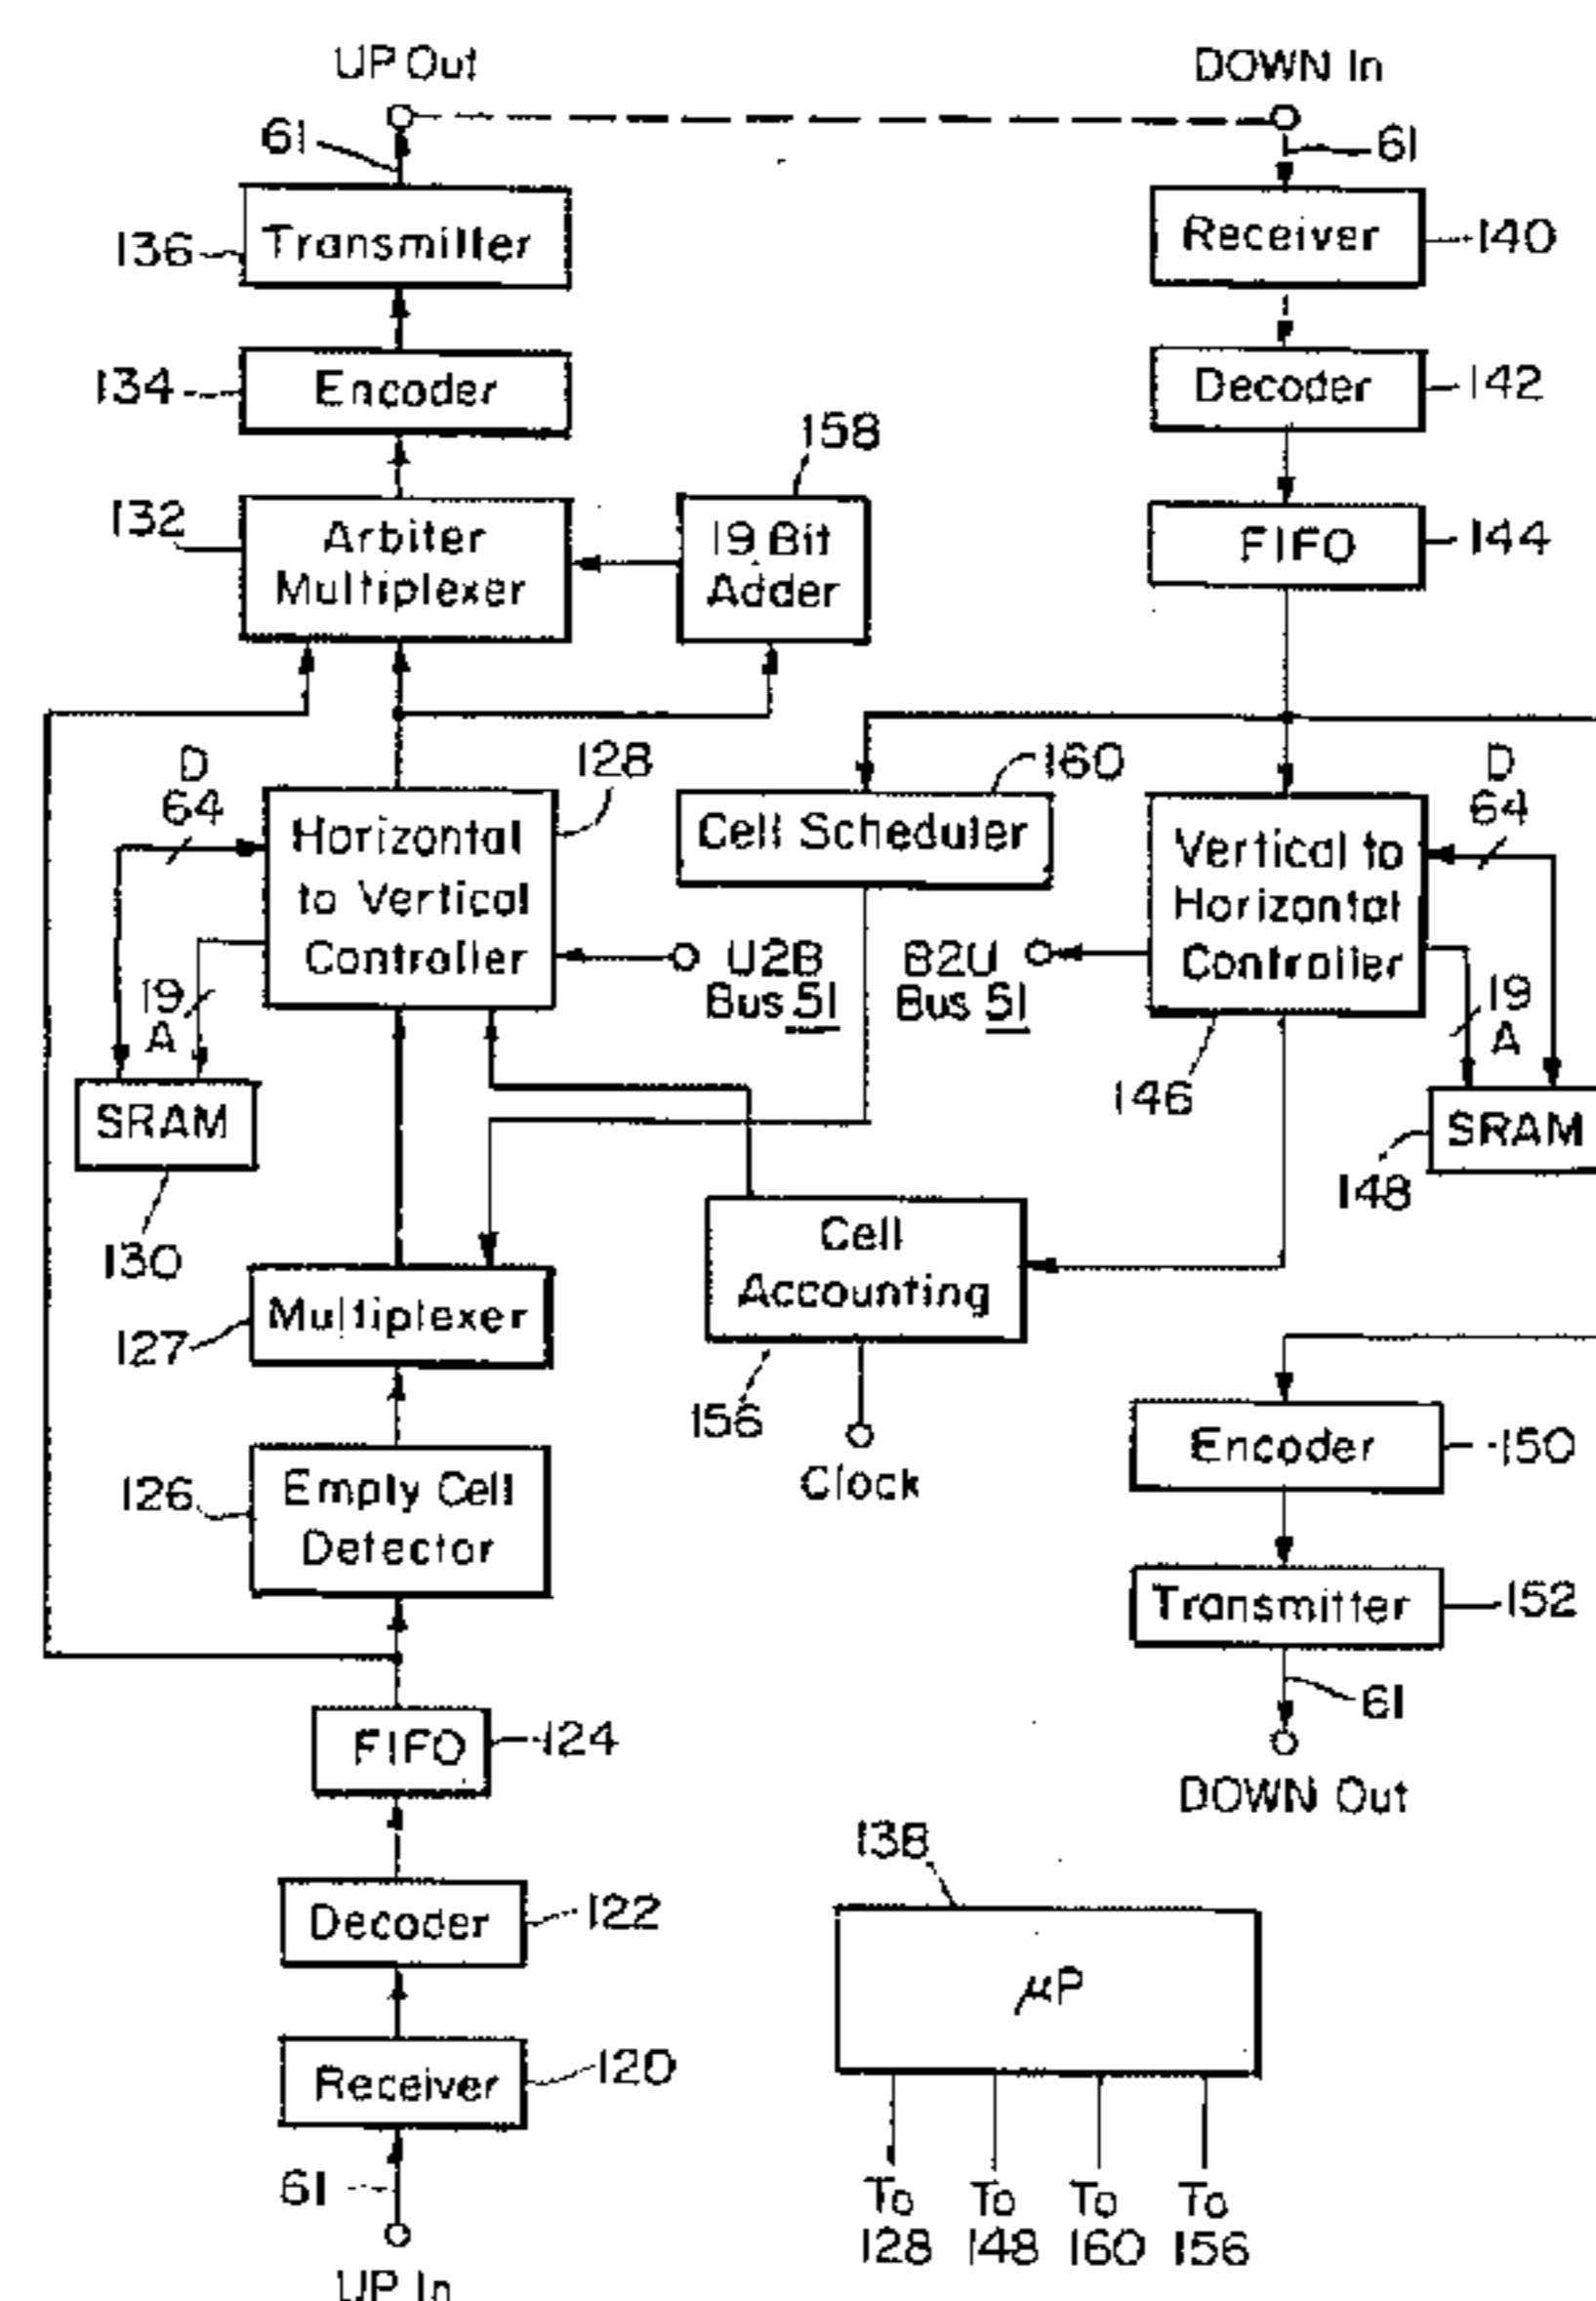 UP Out
DOWN In
61
61
Transmitter
136
Receiver
140
Encoder
134
Decoder
142
158
Arbiter
Multiplexer
132
19 Bit
Adder
FIFO
144
D
64
128
160
D
64
Horizontal
to Vertical
Controller
Cell Scheduler
Vertical to
Horizontal
Controller
U2B
Bus 51
B2U
Bus 51
19
A
19
A
SRAM
130
146
SRAM
148
Cell
Accounting
Multiplexer
127
156
Clock
Encoder
150
126
Empty Cell
Detector
Transmitter
152
61
FIFO
124
DOWN Out
138
Decoder
122
μP
Receiver
120
61
To
128
To
148
To
160
To
156
UP In